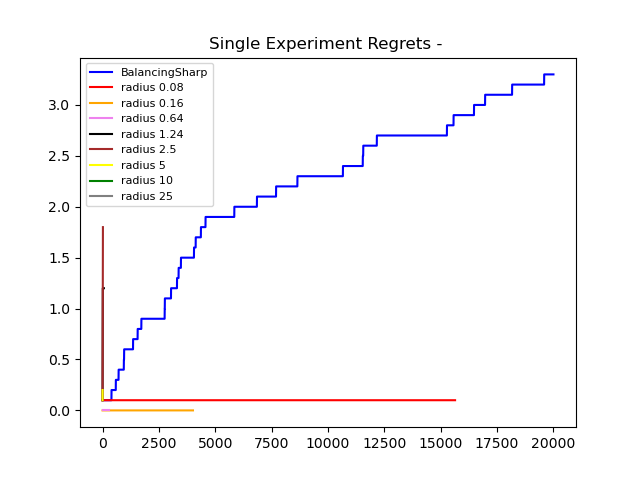 Single Experiment Regrets -
BalancingSharp
radius 0.08
radius 0.16
radius 0.64
radius 1.24
radius 2.5
radius 5
radius 10
radius 25
3.0
2.5
2.0
1.5
1.0
0.5
0.0
0 2500 5000 7500 10000 12500 15000 17500 20000